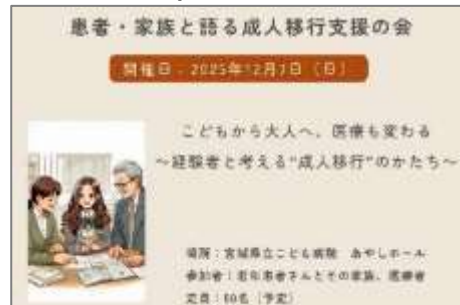 患者・家族と語る成人移行支援の会
開催日：2025年12月7日（日）
こどもから大人へ、医療も変わる
～経験者と考える“成人移行”のかたち～
場所：宮城県立こども病院　あやしホール
参加者：若年患者さんとその家族、医療者
定員：60名（予定）